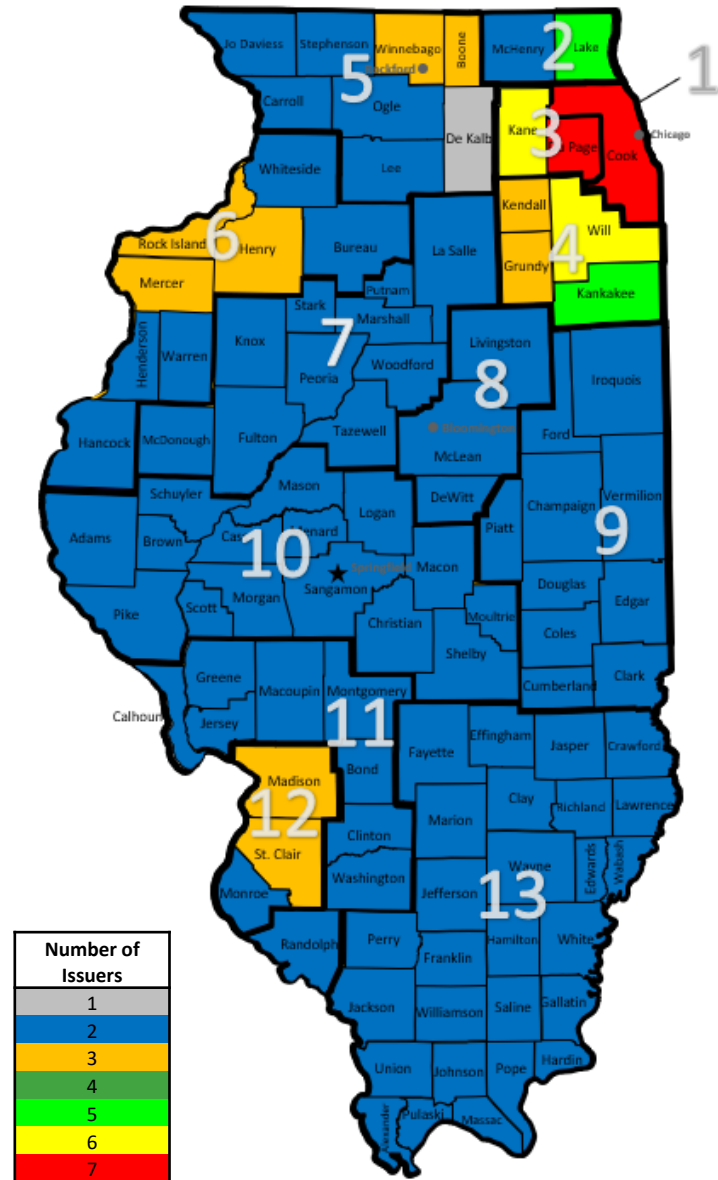 Jo Daviess
Stephenson
Winnebago
Boone
McHenry
2
Lake
5
Rockford
1
Carroll
Ogle
De Kalb
Kane
3
Page
Cook
Chicago
Whiteside
Lee
Kendall
Will
Rock Island
6
Henry
Bureau
La Salle
4
Grundy
Mercer
Putnam
Kankakee
Stark
Marshall
7
Henderson
Warren
Knox
Peoria
Woodford
Livingston
8
Iroquois
Hancock
McDonough
Fulton
Tazewell
Bloomington
McLean
Ford
Schuyler
Mason
DeWitt
Adams
Brown
Cas
Menard
Logan
Piatt
Champaign
Vermilion
9
10
Springfield
Macon
Pike
Scott
Morgan
Sangamon
Christian
Moultrie
Douglas
Edgar
Coles
Shelby
Greene
Macoupin
Montgomery
Cumberland
Clark
Calhoun
Jersey
11
Fayette
Effingham
Jasper
Crawford
Madison
Bond
12
Clay
Richland
Lawrence
Marion
St. Clair
Clinton
Wayne
Edwards
Wabash
Monroe
Washington
Jefferson
13
Randolph
Perry
Franklin
Hamilton
White
Jackson
Williamson
Saline
Gallatin
Union
Johnson
Pope
Hardin
Alexander
Pulaski
Massac
Number of
Issuers
1
2
3
4
5
6
7